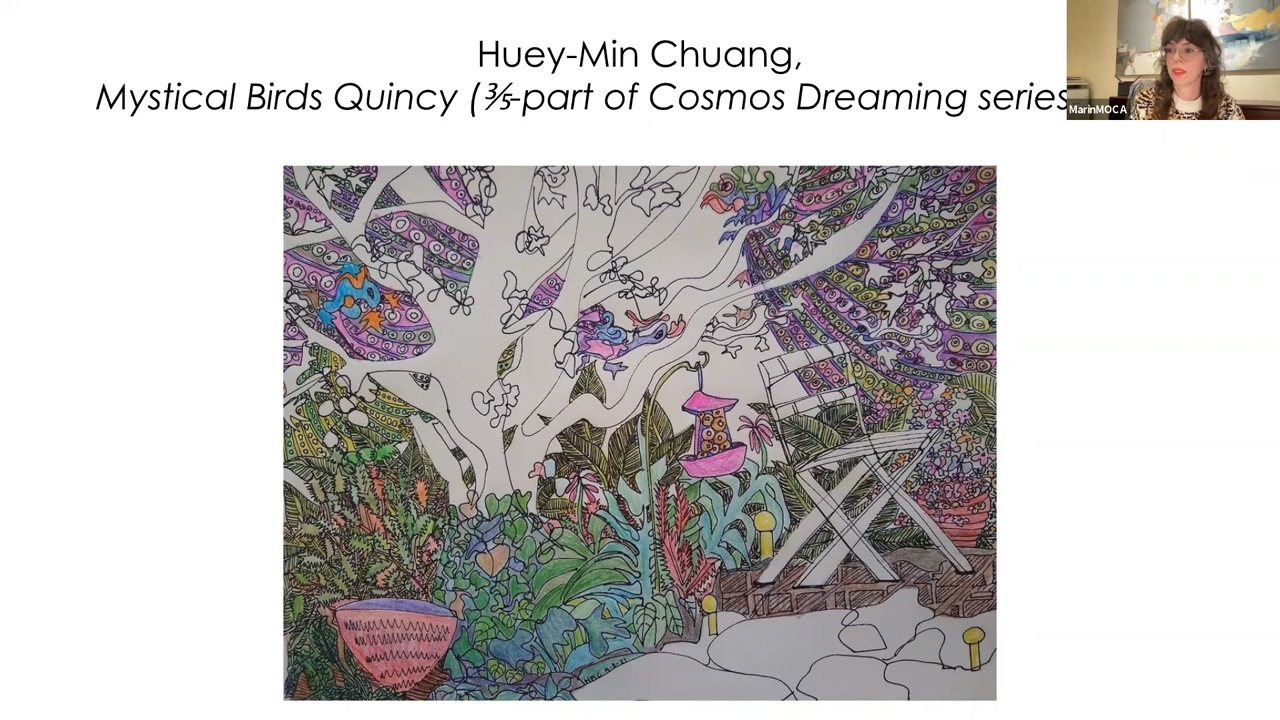 Huey-Min Chuang,
Mystical Birds Quincy (⅗-part of Cosmos Dreaming series
MarinMOCA